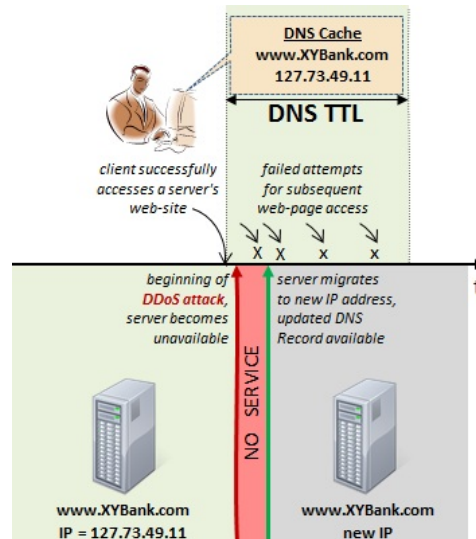 DNS Cache
www.XYBank.com
127.73.49.11
DNS TTL
client successfully
accesses a server's
web-site
failed attempts
for subsequent
web-page access
X X x x
t
beginning of
DDoS attack,
server becomes
unavailable
server migrates
to new IP address,
updated DNS
Record available
NO SERVICE
www.XYBank.com
IP = 127.73.49.11
www.XYBank.com
new IP